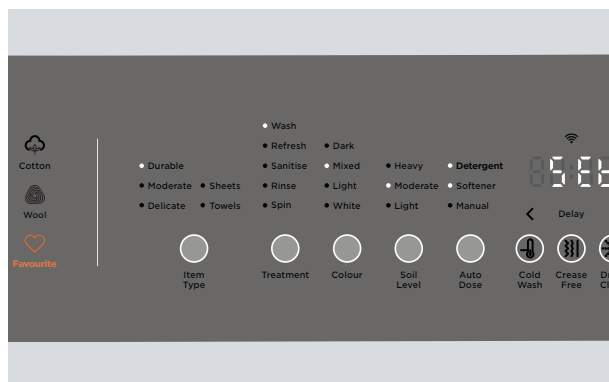 Cotton
Wool
Favourite
Durable
Moderate
Delicate
Sheets
Towels
Item
Type
Wash
Refresh
Sanitise
Rinse
Spin
Treatment
Dark
Mixed
Light
White
Colour
Heavy
Moderate
Light
Soil
Level
Detergent
Softener
Manual
Auto
Dose
SEt
Delay
Cold
Wash
Crease
Free